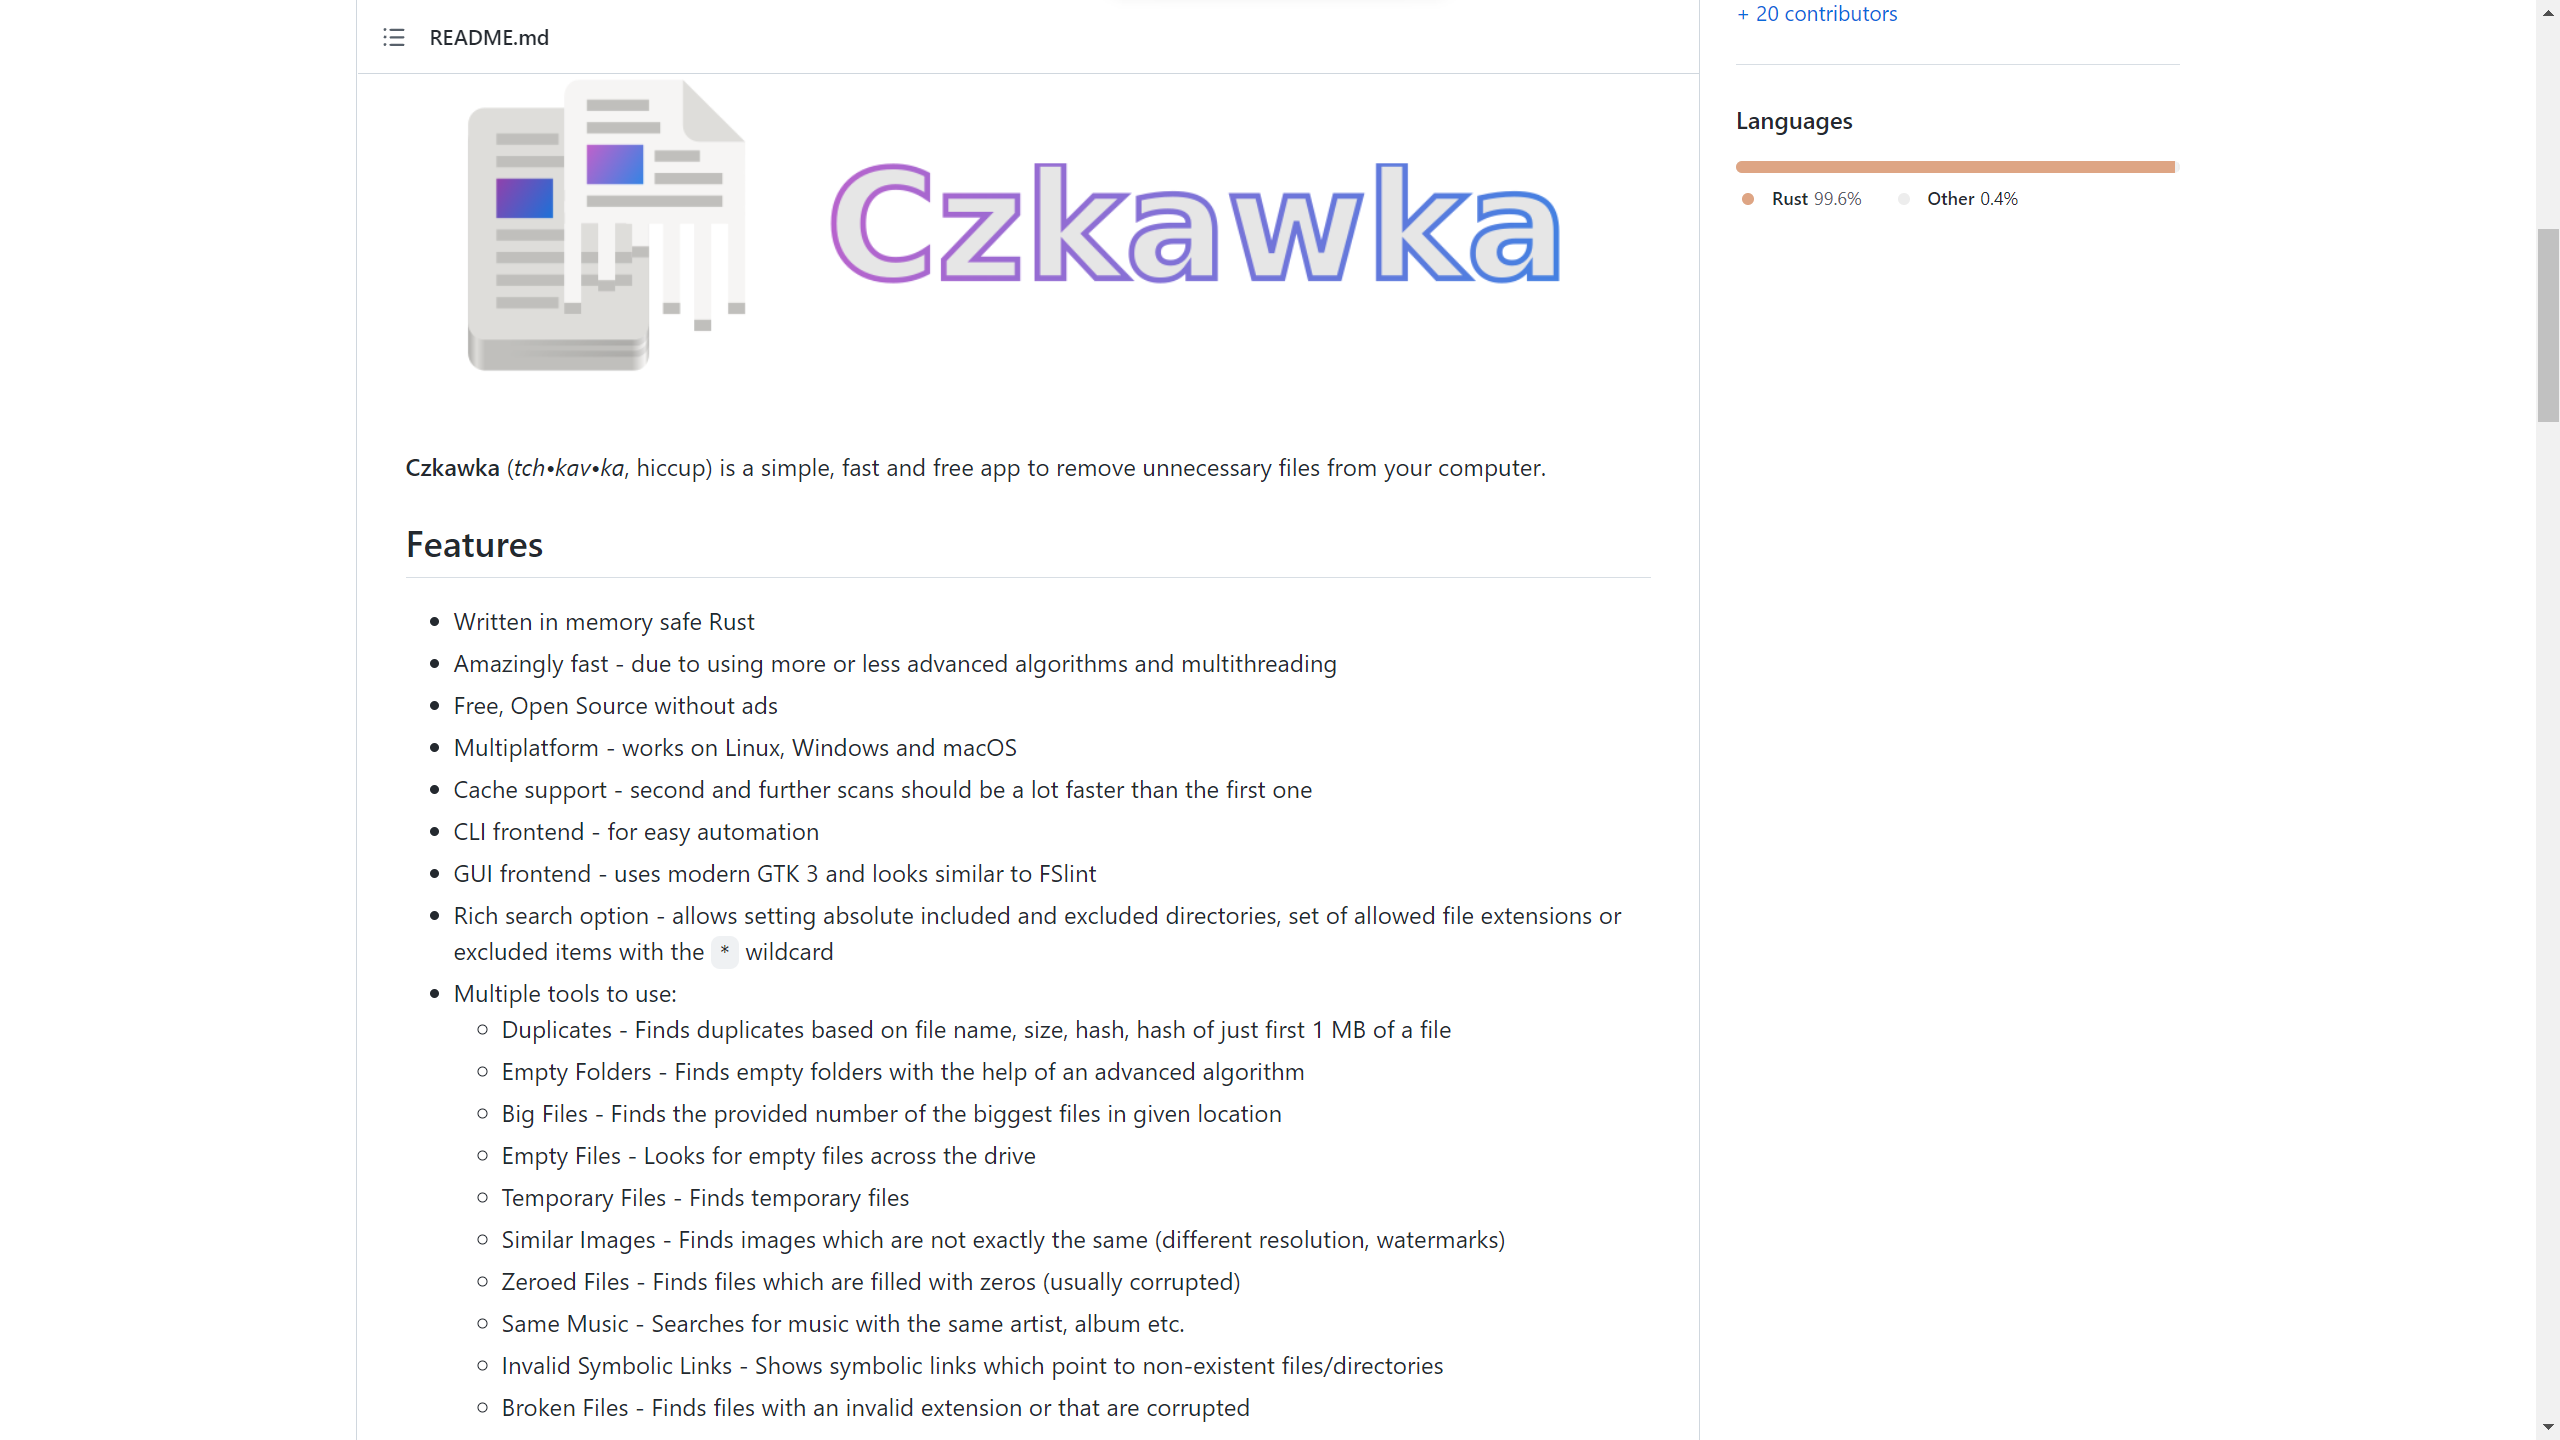 README.md
Czkawka
Czkawka (tch•kav•ka, hiccup) is a simple, fast and free app to remove unnecessary files from your computer.
Features
Written in memory safe Rust
Amazingly fast - due to using more or less advanced algorithms and multithreading
Free, Open Source without ads
Multiplatform - works on Linux, Windows and macOS
Cache support - second and further scans should be a lot faster than the first one
CLI frontend - for easy automation
GUI frontend - uses modern GTK 3 and looks similar to FSlint
Rich search option - allows setting absolute included and excluded directories, set of allowed file extensions or
excluded items with the * wildcard
Multiple tools to use:
Duplicates - Finds duplicates based on file name, size, hash, hash of just first 1 MB of a file
Empty Folders - Finds empty folders with the help of an advanced algorithm
Big Files - Finds the provided number of the biggest files in given location
Empty Files - Looks for empty files across the drive
Temporary Files - Finds temporary files
Similar Images - Finds images which are not exactly the same (different resolution, watermarks)
Zeroed Files - Finds files which are filled with zeros (usually corrupted)
Same Music - Searches for music with the same artist, album etc.
Invalid Symbolic Links - Shows symbolic links which point to non-existent files/directories
Broken Files - Finds files with an invalid extension or that are corrupted
+ 20 contributors
Languages
Rust 99.6% Other 0.4%